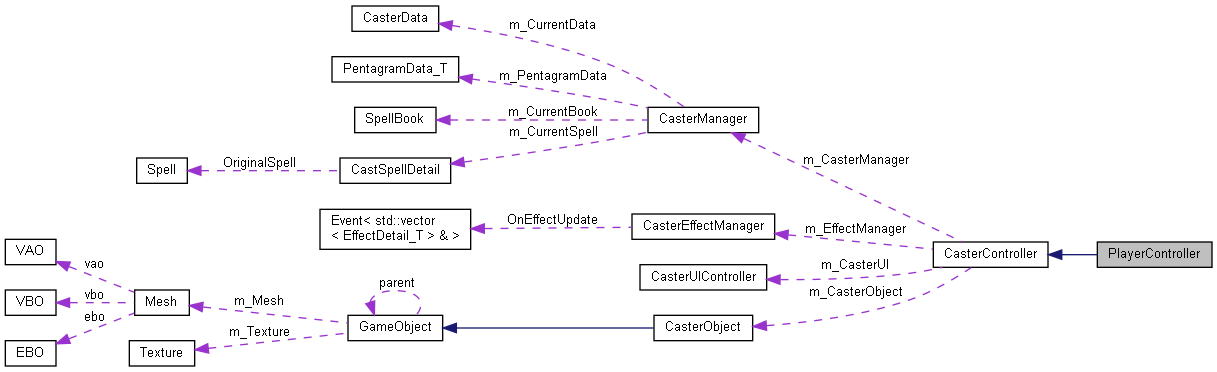 CasterData
m_CurrentData
PentagramData_T
m_PentagramData
SpellBook
m_CurrentBook
CasterManager
m_CurrentSpell
Spell
OriginalSpell
CastSpellDetail
m_CasterManager
Event< std::vector
< EffectDetail_T > & >
OnEffectUpdate
CasterEffectManager
m_EffectManager
VAO
vao
CasterController
PlayerController
CasterUIController
m_CasterUI
m_CasterObject
VBO
vbo
Mesh
m_Mesh
parent
ebo
m_Texture
GameObject
CasterObject
EBO
Texture